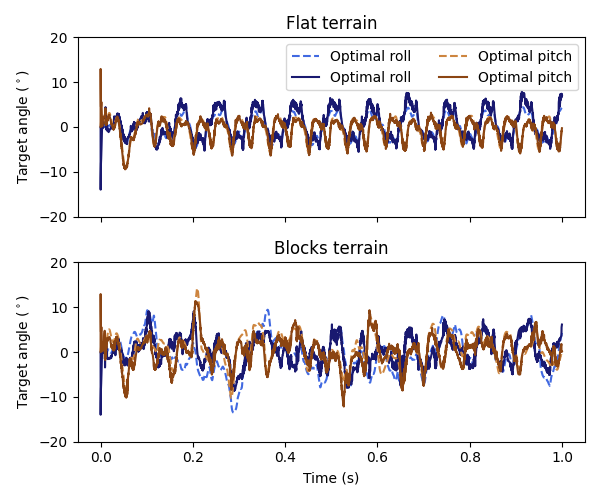 Flat terrain
20
10
0
−10
−20
Target angle (°)
Optimal roll
Optimal roll
Optimal pitch
Optimal pitch
Blocks terrain
20
10
0
−10
−20
Target angle (°)
0.0 0.2 0.4 0.6 0.8 1.0
Time (s)